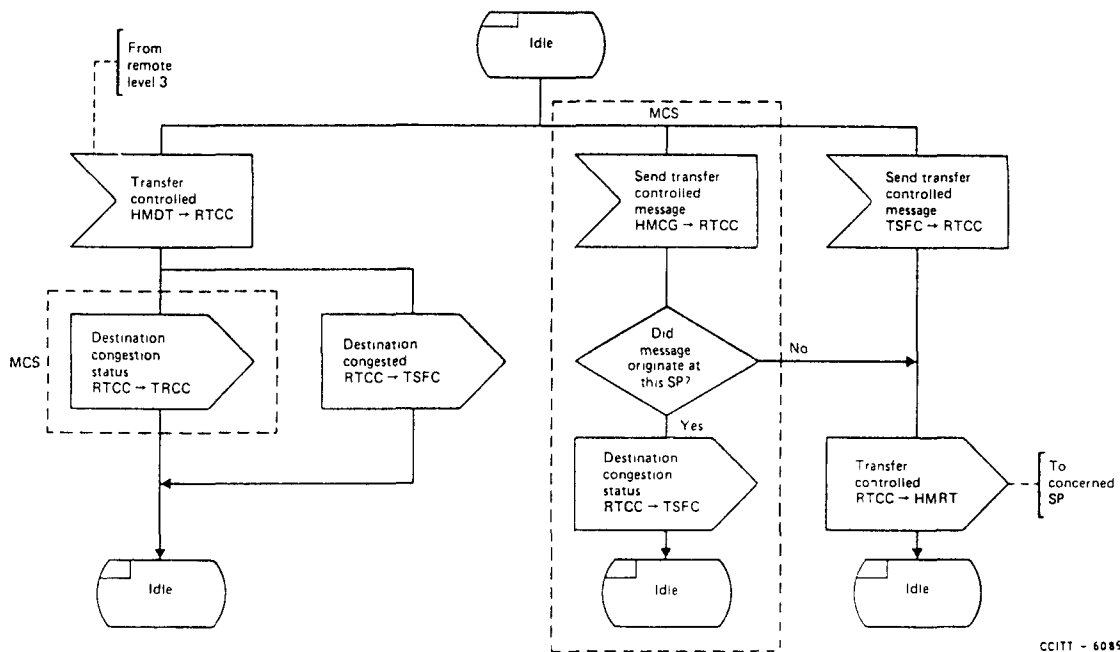 Idle
From
remote
level 3
MCS
Transfer
controlled
HMDT → RTCC
Send transfer
controlled
message
HMCG → RTCC
Send transfer
controlled
message
TSFC → RTCC
MCS
Destination
congestion
status
RTCC → TRCC
Destination
congested
RTCC → TSFC
Did
message
originate at
this SP?
No
Yes
Destination
congestion
status
RTCC → TSFC
Transfer
controlled
RTCC → HMRT
To
concerned
SP
Idle
Idle
Idle
CCITT - 6089